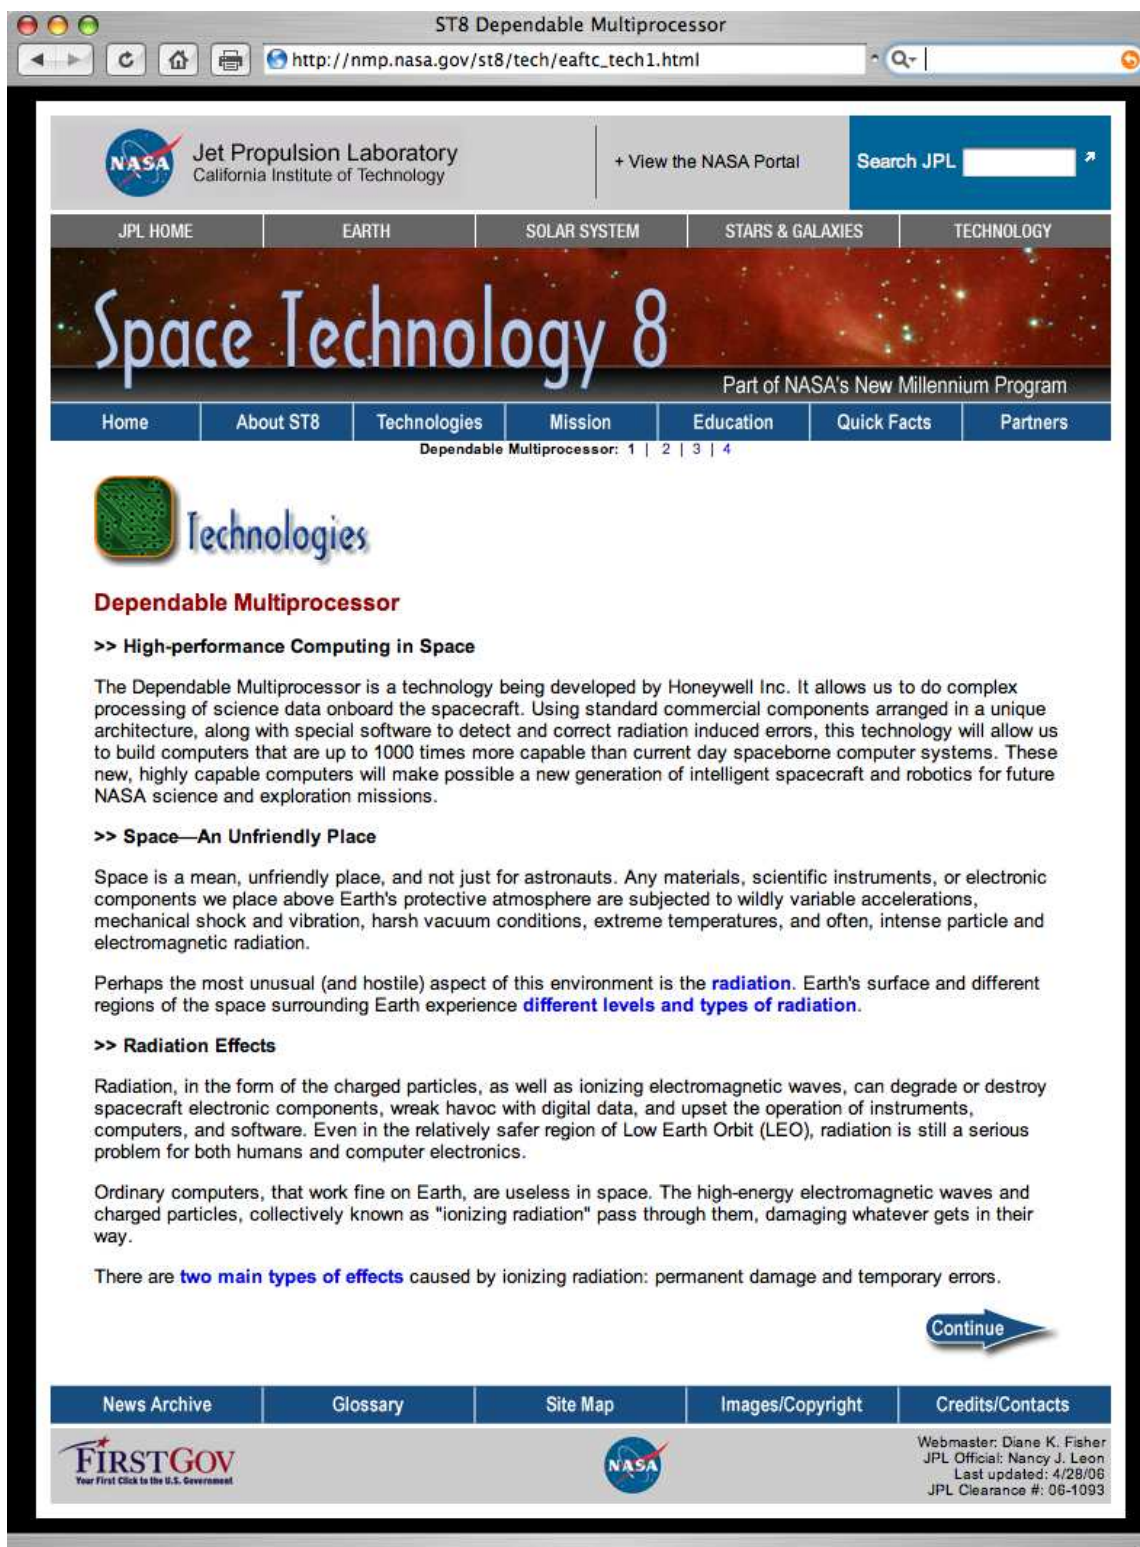 ST8 Dependable Multiprocessor
http://nmp.nasa.gov/st8/tech/eaftc_tech1.html
NASA
Jet Propulsion Laboratory
California Institute of Technology
+ View the NASA Portal
Search JPL
JPL HOME
EARTH
SOLAR SYSTEM
STARS & GALAXIES
TECHNOLOGY
Space Technology 8
Part of NASA's New Millennium Program
Home
About ST8
Technologies
Mission
Education
Quick Facts
Partners
Dependable Multiprocessor: 1 | 2 | 3 | 4
Technologies
Dependable Multiprocessor
>> High-performance Computing in Space
The Dependable Multiprocessor is a technology being developed by Honeywell Inc. It allows us to do complex
processing of science data onboard the spacecraft. Using standard commercial components arranged in a unique
architecture, along with special software to detect and correct radiation induced errors, this technology will allow us
to build computers that are up to 1000 times more capable than current day spaceborne computer systems. These
new, highly capable computers will make possible a new generation of intelligent spacecraft and robotics for future
NASA science and exploration missions.
>> Space—An Unfriendly Place
Space is a mean, unfriendly place, and not just for astronauts. Any materials, scientific instruments, or electronic
components we place above Earth's protective atmosphere are subjected to wildly variable accelerations,
mechanical shock and vibration, harsh vacuum conditions, extreme temperatures, and often, intense particle and
electromagnetic radiation.
Perhaps the most unusual (and hostile) aspect of this environment is the radiation. Earth's surface and different
regions of the space surrounding Earth experience different levels and types of radiation.
>> Radiation Effects
Radiation, in the form of the charged particles, as well as ionizing electromagnetic waves, can degrade or destroy
spacecraft electronic components, wreak havoc with digital data, and upset the operation of instruments,
computers, and software. Even in the relatively safer region of Low Earth Orbit (LEO), radiation is still a serious
problem for both humans and computer electronics.
Ordinary computers, that work fine on Earth, are useless in space. The high-energy electromagnetic waves and
charged particles, collectively known as "ionizing radiation" pass through them, damaging whatever gets in their
way.
There are two main types of effects caused by ionizing radiation: permanent damage and temporary errors.
Continue
News Archive
Glossary
Site Map
Images/Copyright
Credits/Contacts
FIRSTGOV
Your First Click to the U.S. Government
NASA
Webmaster: Diane K. Fisher
JPL Official: Nancy J. Leon
Last updated: 4/28/06
JPL Clearance #: 06-1093